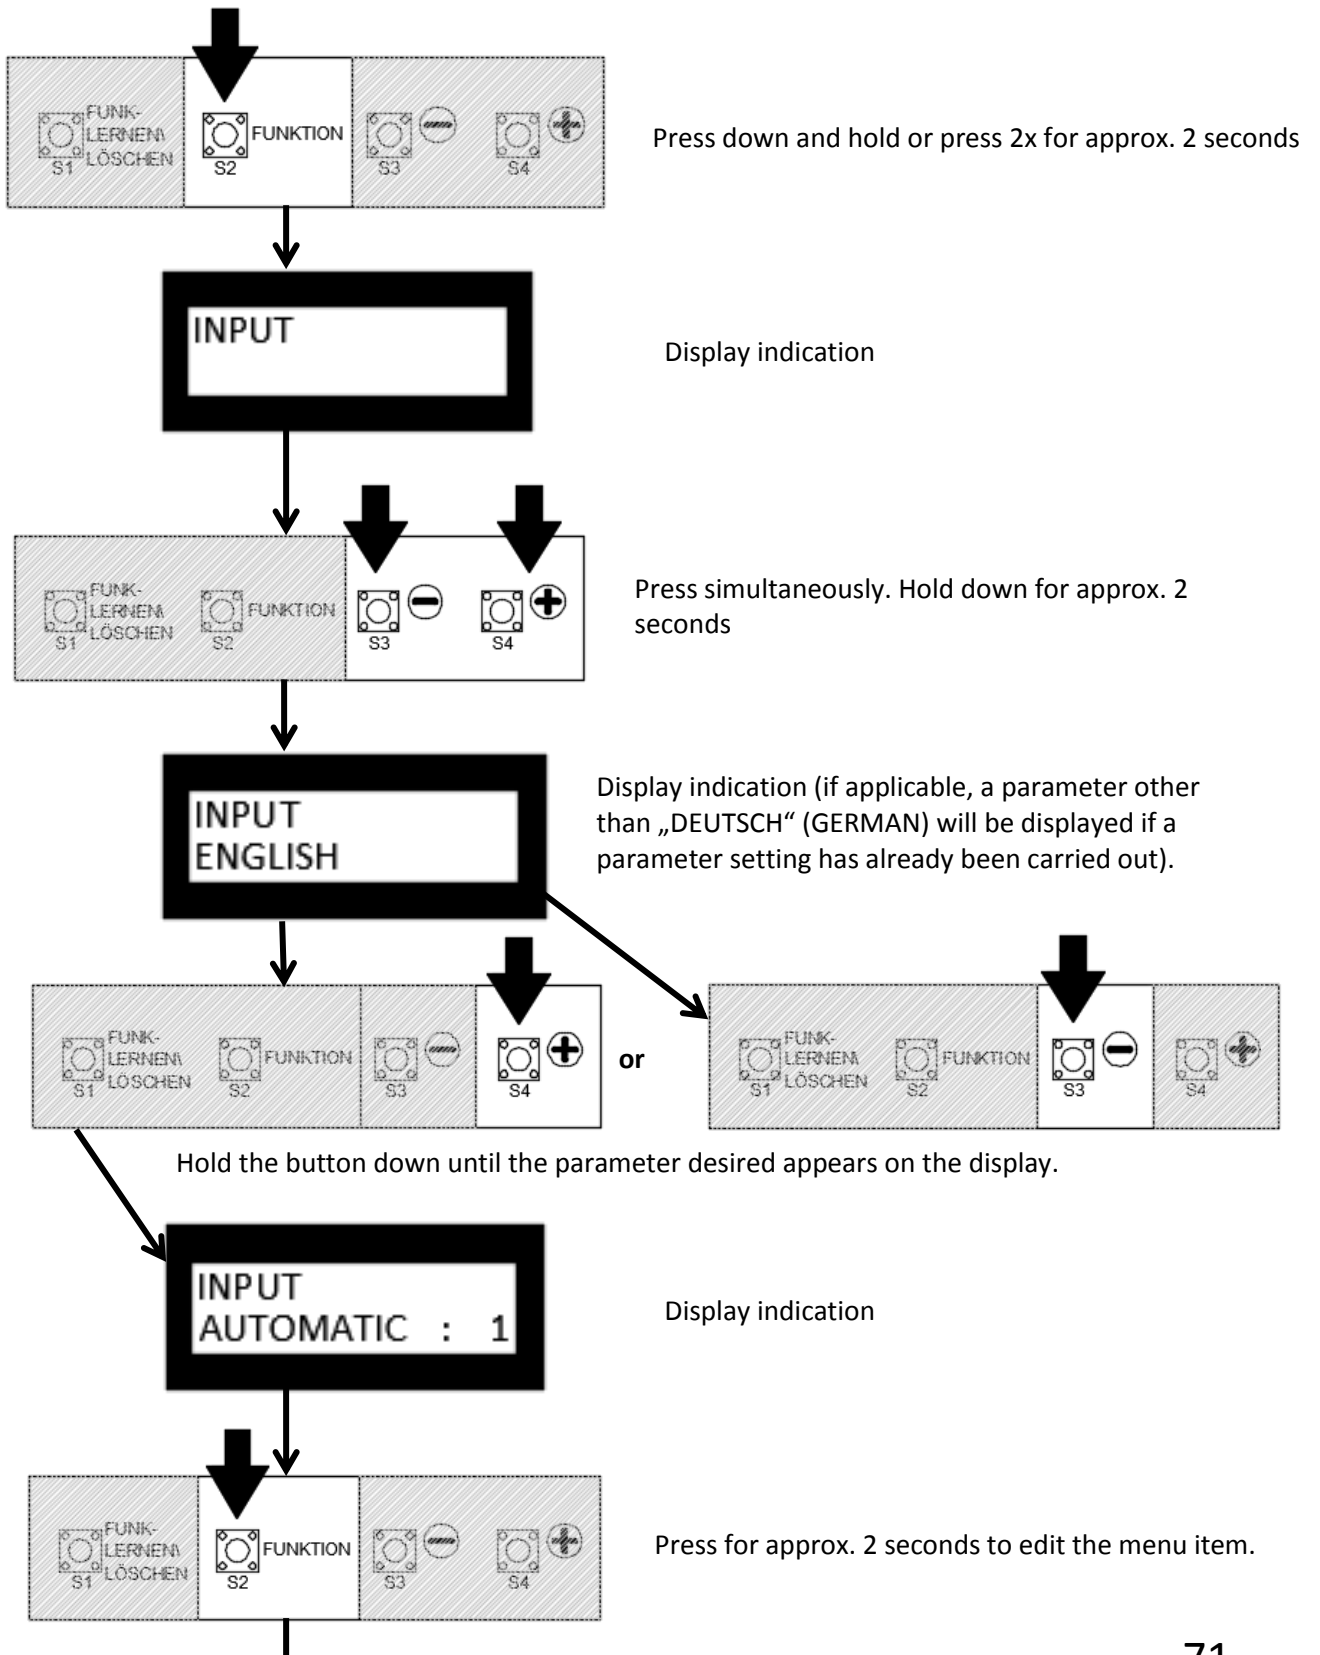 FUNK-
LERNEN\
LÖSCHEN
S1
FUNKTION
S2
S3
S4
Press down and hold or press 2x for approx. 2 seconds
INPUT
Display indication
FUNK-
LERNEN\
LÖSCHEN
S1
FUNKTION
S2
S3
S4
Press simultaneously. Hold down for approx. 2
seconds
INPUT
ENGLISH
Display indication (if applicable, a parameter other
than „DEUTSCH“ (GERMAN) will be displayed if a
parameter setting has already been carried out).
FUNK-
LERNEN\
LÖSCHEN
S1
FUNKTION
S2
S3
S4
or
FUNK-
LERNEN\
LÖSCHEN
S1
FUNKTION
S2
S3
S4
Hold the button down until the parameter desired appears on the display.
INPUT
AUTOMATIC : 1
Display indication
FUNK-
LERNEN\
LÖSCHEN
S1
FUNKTION
S2
S3
S4
Press for approx. 2 seconds to edit the menu item.
71